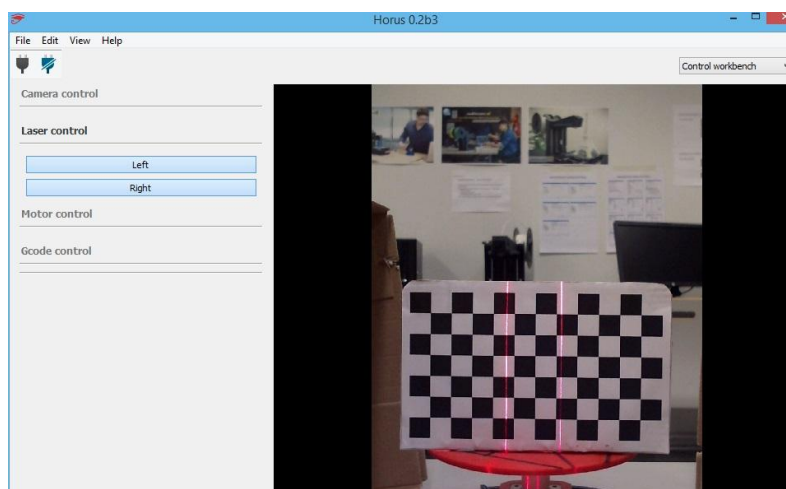 Horus 0.2b3
File Edit View Help
Control workbench
Camera control
Laser control
Left
Right
Motor control
Gcode control